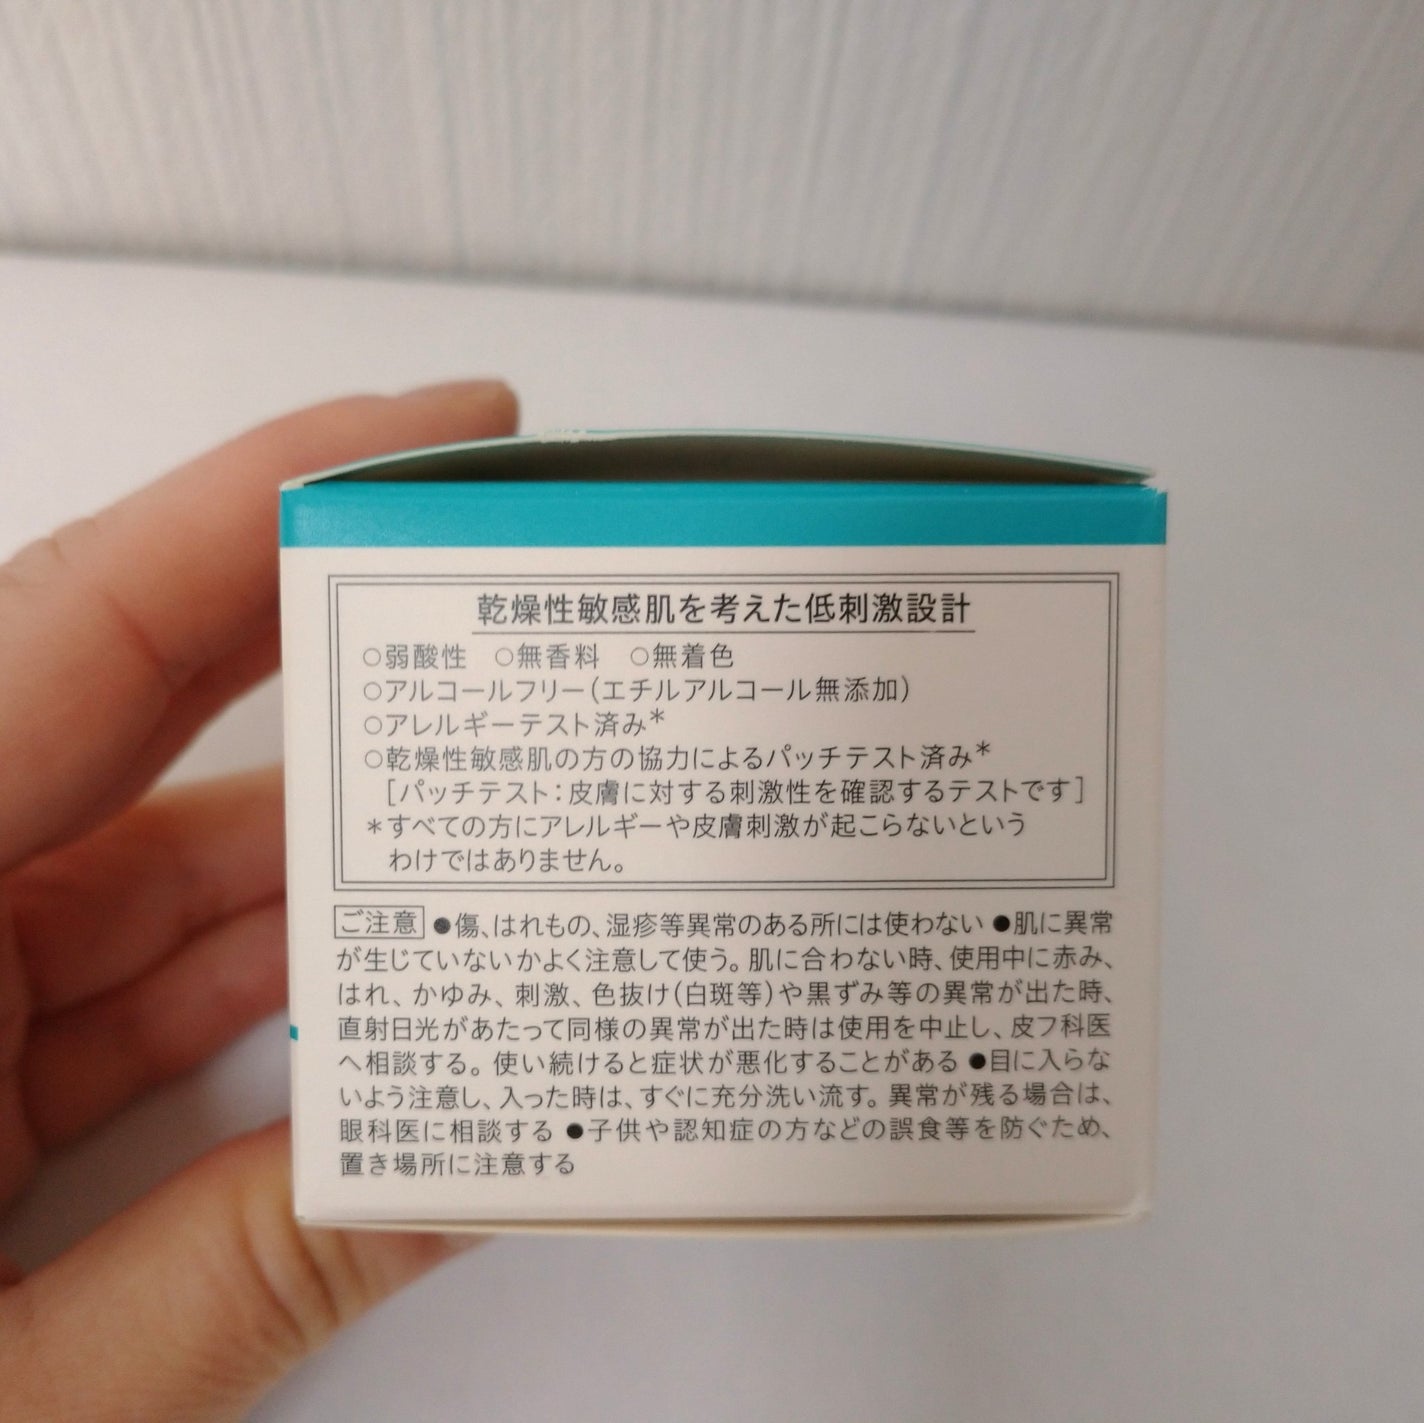 乾燥性敏感肌を考えた低刺激設計
○弱酸性　○無香料　○無着色
○アルコールフリー（エチルアルコール無添加）
○アレルギーテスト済み*
○乾燥性敏感肌の方の協力によるパッチテスト済み*
［パッチテスト：皮膚に対する刺激性を確認するテストです］
*すべての方にアレルギーや皮膚刺激が起こらないという
わけではありません。
ご注意 ●傷、はれもの、湿疹等異常のある所には使わない ●肌に異常
が生じていないかよく注意して使う。肌に合わない時、使用中に赤み、
はれ、かゆみ、刺激、色抜け（白斑等）や黒ずみ等の異常が出た時、
直射日光があたって同様の異常が出た時は使用を中止し、皮フ科医
へ相談する。使い続けると症状が悪化することがある ●目に入らな
いよう注意し、入った時は、すぐに充分洗い流す。異常が残る場合は、
眼科医に相談する ●子供や認知症の方などの誤食等を防ぐため、
置き場所に注意する